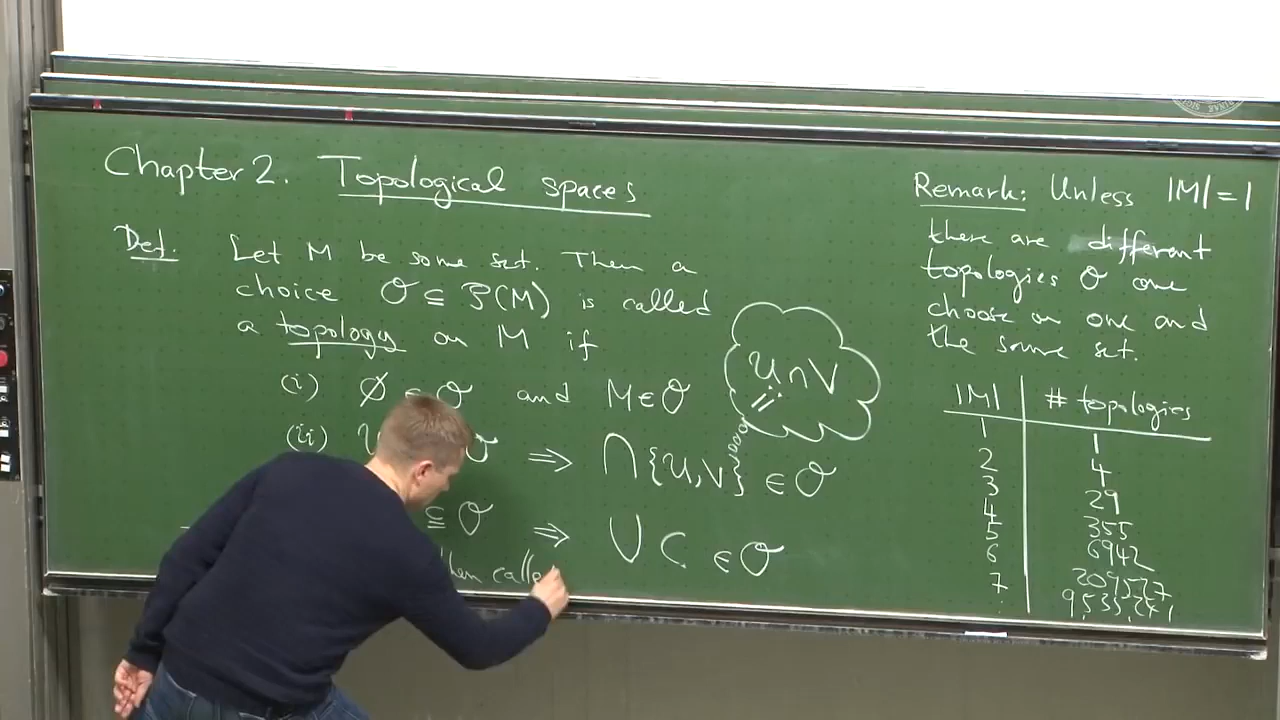 Chapter 2. Topological spaces
Def. Let M be some set. Then a
choice O ⊆ P(M) is called
a topology on M if
(i) ∅ ∈ O and M ∈ O
(ii) O ⇒ ⋂{U,V} ∈ O
U∩V
⊆ O ⇒ ⋃ C ∈ O
then calle
Remark: Unless |M| = 1
there are different
topologies O one
choose on one and
the same set.
|M| # topologies
1 1
2 4
3 29
4 355
5 6942
6 209527
7 9,535,241